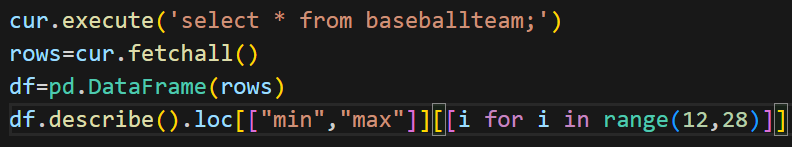 cur.execute('select * from baseballteam;')
rows=cur.fetchall()
df=pd.DataFrame(rows)
df.describe().loc[["min","max"]][[i for i in range(12,28)]]